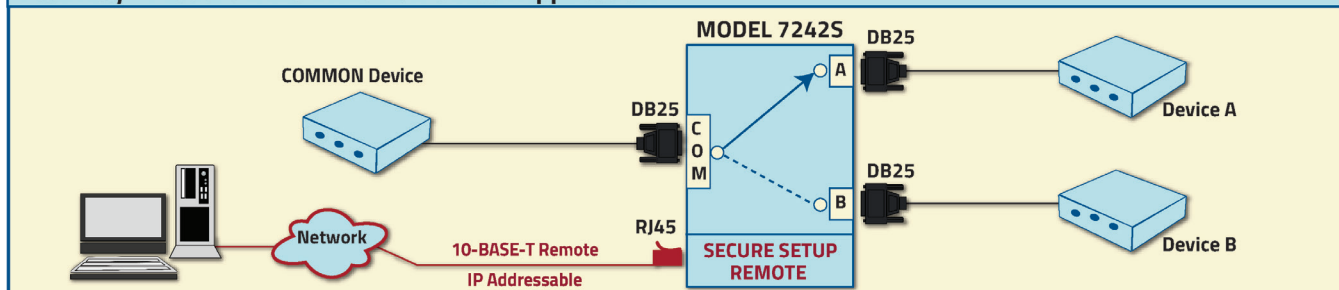 MODEL 7242S
DB25
A
COMMON Device
Device A
DB25
COM
DB25
B
Device B
Network
10-BASE-T Remote
IP Addressable
RJ45
SECURE SETUP
REMOTE